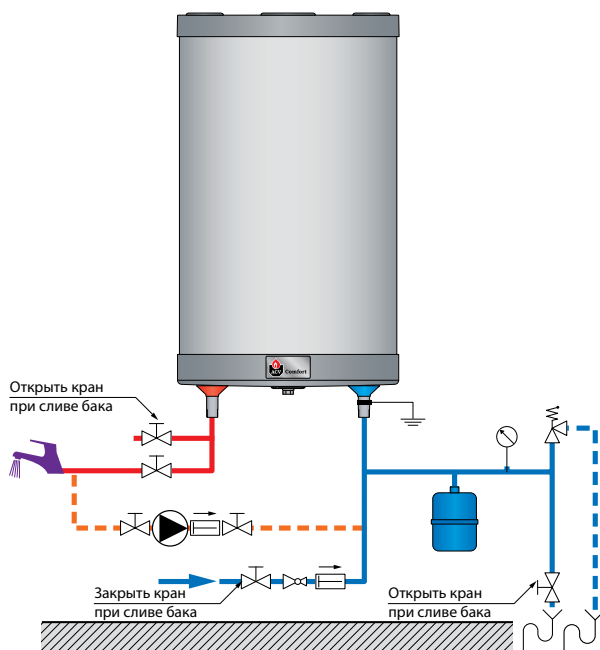 ACV Comfort
Открыть кран
при сливе бака
Закрыть кран
при сливе бака
Открыть кран
при сливе бака